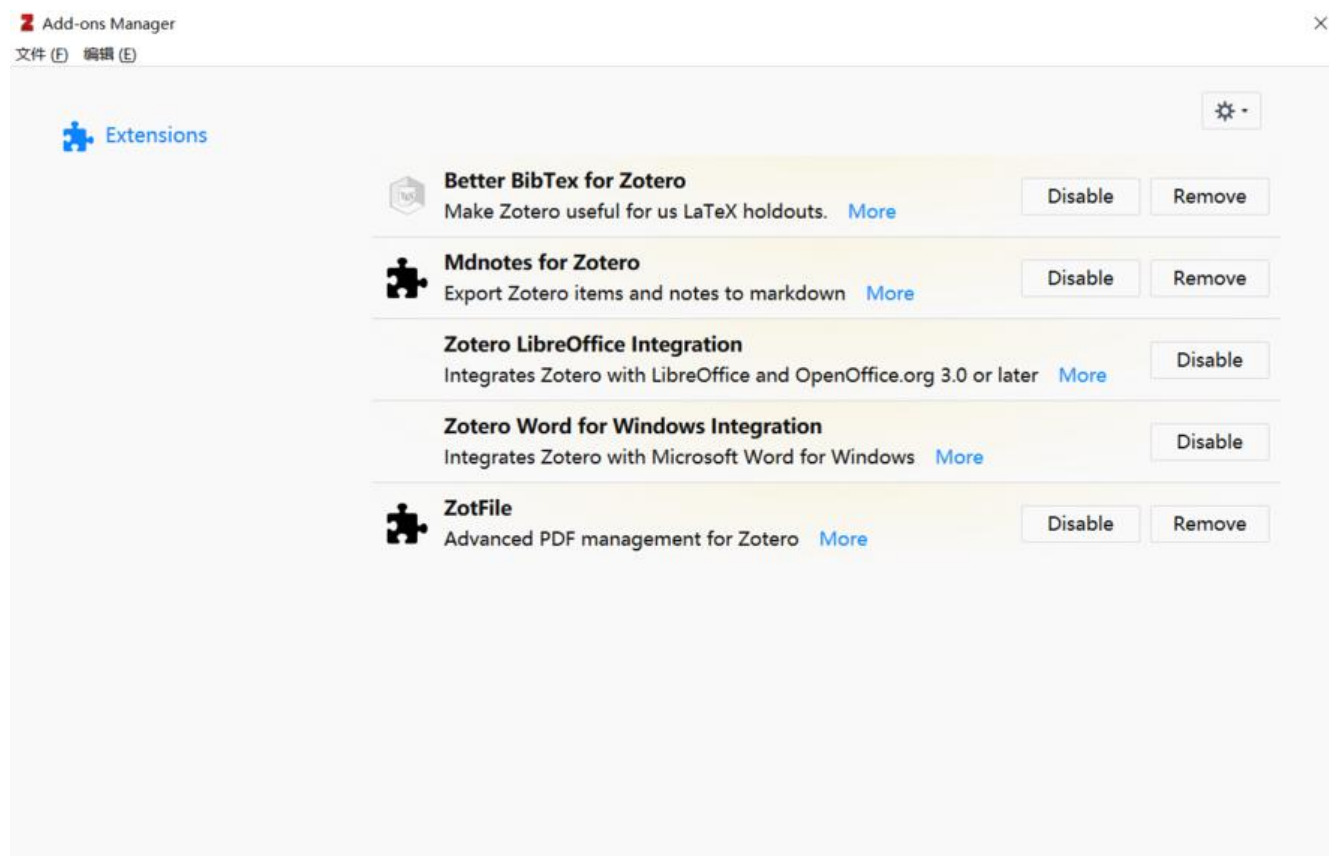 Add-ons Manager
文件 (F) 编辑 (E)
Extensions
Better BibTex for Zotero
Make Zotero useful for us LaTeX holdouts. More
Disable Remove
Mdnotes for Zotero
Export Zotero items and notes to markdown More
Disable Remove
Zotero LibreOffice Integration
Integrates Zotero with LibreOffice and OpenOffice.org 3.0 or later More
Disable
Zotero Word for Windows Integration
Integrates Zotero with Microsoft Word for Windows More
Disable
ZotFile
Advanced PDF management for Zotero More
Disable Remove